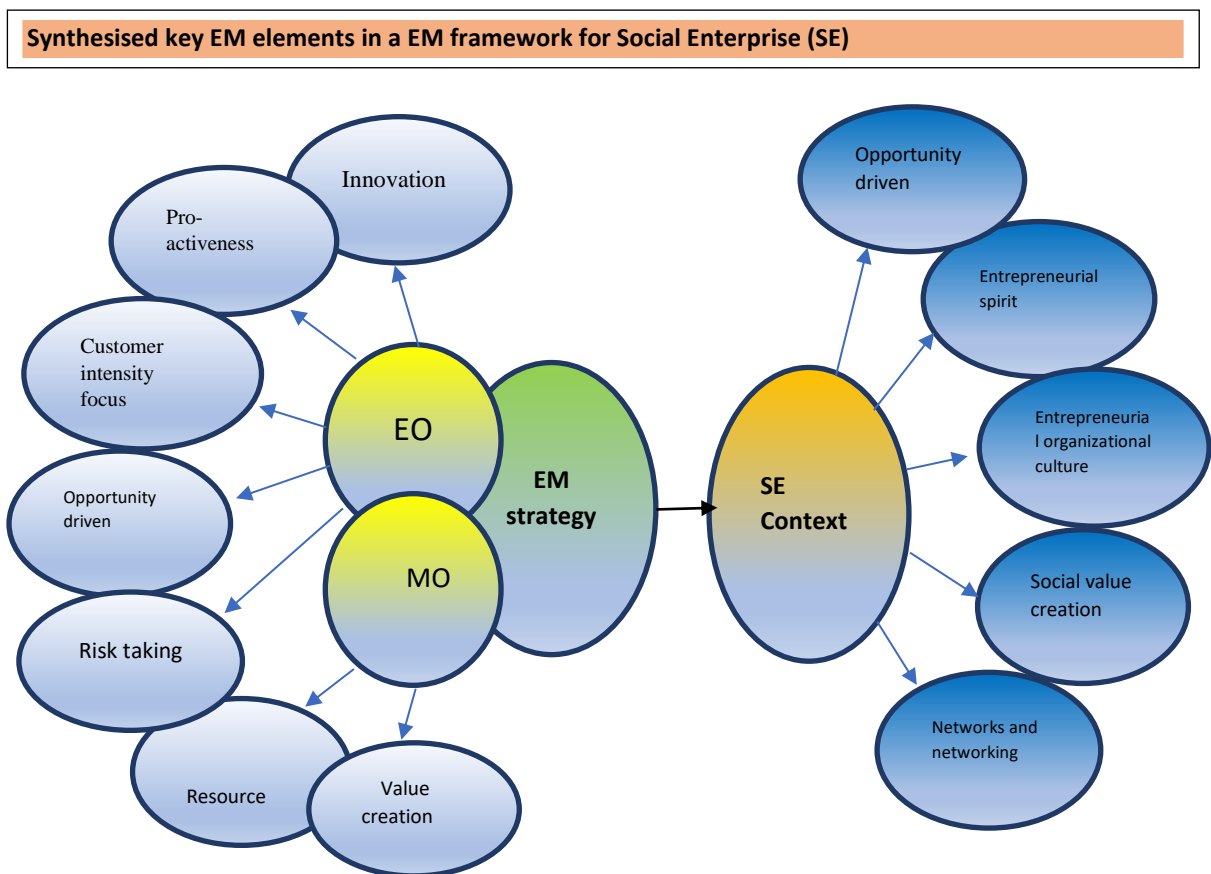 Synthesised key EM elements in a EM framework for Social Enterprise (SE)
Innovation
Pro-
activeness
Customer
intensity
focus
Opportunity
driven
Risk taking
Resource
Value
creation
EO
MO
EM
strategy
SE
Context
Opportunity
driven
Entrepreneurial
spirit
Entrepreneuria
l organizational
culture
Social value
creation
Networks and
networking